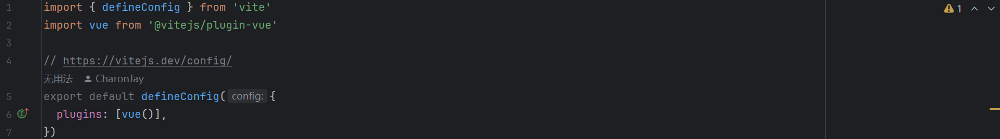 1 import { defineConfig } from 'vite'
2 import vue from '@vitejs/plugin-vue'
3
4 // https://vitejs.dev/config/
无用法 CharonJay
5 export default defineConfig( config: {
6 plugins: [vue()],
7 })
1